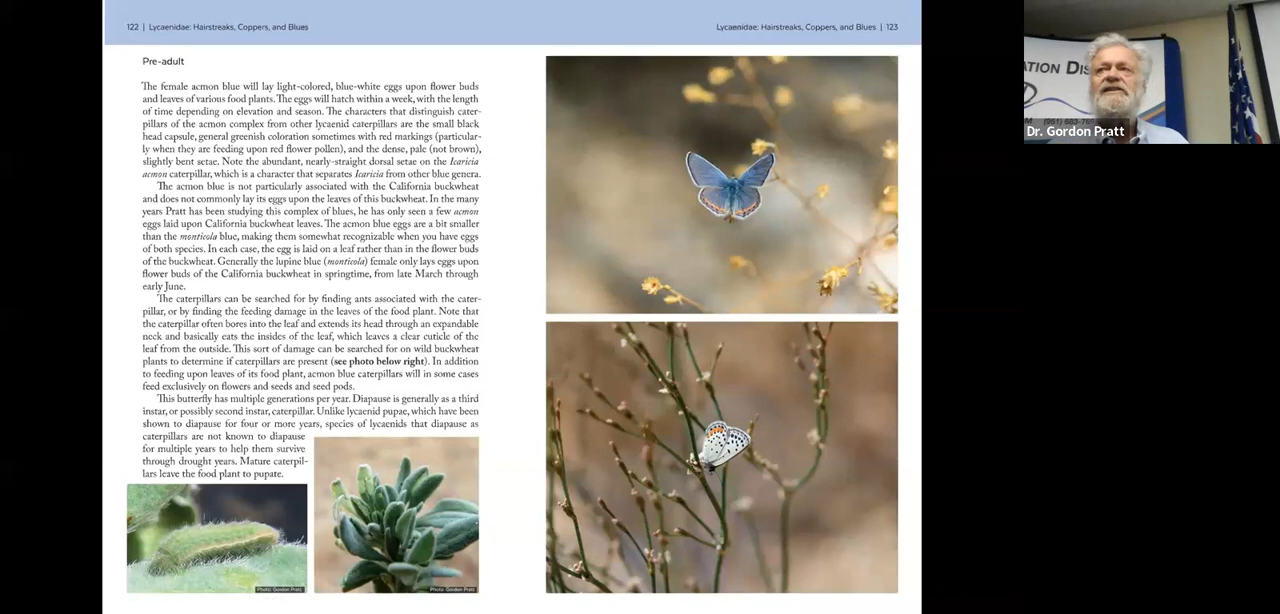 122 | Lycaenidae: Hairstreaks, Coppers, and Blues
Lycaenidae: Hairstreaks, Coppers, and Blues | 123
Pre-adult
The female acmon blue will lay light-colored, blue-white eggs upon flower buds
and leaves of various food plants. The eggs will hatch within a week, with the length
of time depending on elevation and season. The characters that distinguish cater-
pillars of the acmon complex from other lycaenid caterpillars are the small black
head capsule, general greenish coloration sometimes with red markings (particular-
ly when they are feeding upon red flower pollen), and the dense, pale (not brown),
slightly bent setae. Note the abundant, nearly-straight dorsal setae on the Icaricia
acmon caterpillar, which is a character that separates Icaricia from other blue genera.
The acmon blue is not particularly associated with the California buckwheat
and does not commonly lay its eggs upon the leaves of this buckwheat. In the many
years Pratt has been studying this complex of blues, he has only seen a few acmon
eggs laid upon California buckwheat leaves. The acmon blue eggs are a bit smaller
than the monticola blue, making them somewhat recognizable when you have eggs
of both species. In each case, the egg is laid on a leaf rather than in the flower buds
of the buckwheat. Generally the lupine blue (monticola) female only lays eggs upon
flower buds of the California buckwheat in springtime, from late March through
early June.
The caterpillars can be searched for by finding ants associated with the cater-
pillar, or by finding the feeding damage in the leaves of the food plant. Note that
the caterpillar often bores into the leaf and extends its head through an expandable
neck and basically eats the insides of the leaf, which leaves a clear cuticle of the
leaf from the outside. This sort of damage can be searched for on wild buckwheat
plants to determine if caterpillars are present (see photo below right). In addition
to feeding upon leaves of its food plant, acmon blue caterpillars will in some cases
feed exclusively on flowers and seeds and seed pods.
This butterfly has multiple generations per year. Diapause is generally as a third
instar, or possibly second instar, caterpillar. Unlike lycaenid pupae, which have been
shown to diapause for four or more years, species of lycaenids that diapause as
caterpillars are not known to diapause
for multiple years to help them survive
through drought years. Mature caterpil-
lars leave the food plant to pupate.
Photo: Gordon Pratt
Photo: Gordon Pratt
ATION DIS
(951) 683-
Dr. Gordon Pratt